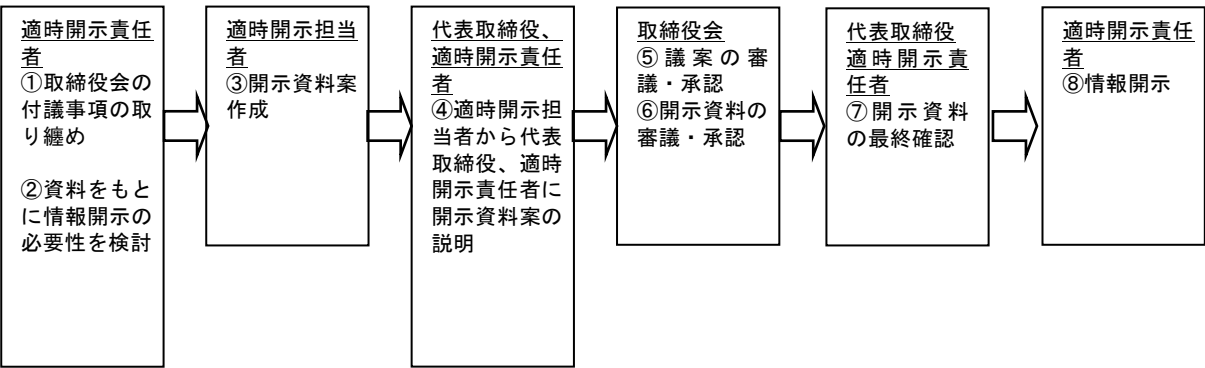 適時開示責任
者
①取締役会の
付議事項の取
り纏め
②資料をもと
に情報開示の
必要性を検討
適時開示担当
者
③開示資料案
作成
代表取締役、
適時開示責任
者
④適時開示担
当者から代表
取締役、適時
開示責任者に
開示資料案の
説明
取締役会
⑤議案の審
議・承認
⑥開示資料の
審議・承認
代表取締役
適時開示責
任者
⑦開示資料
の最終確認
適時開示責任
者
⑧情報開示